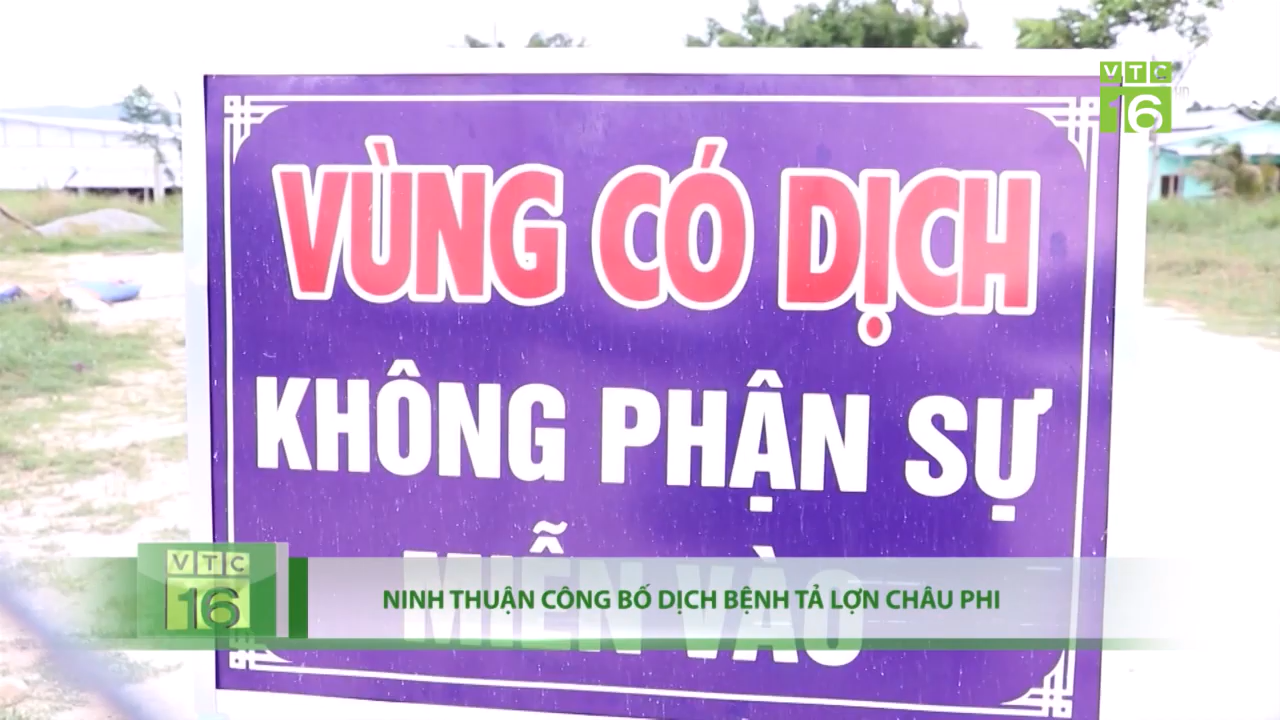 VTC
16
VÙNG CÓ DỊCH
KHÔNG PHẬN SỰ
MIỄN VÀO
VTC
16
NINH THUẬN CÔNG BỐ DỊCH BỆNH TẢ LỢN CHÂU PHI